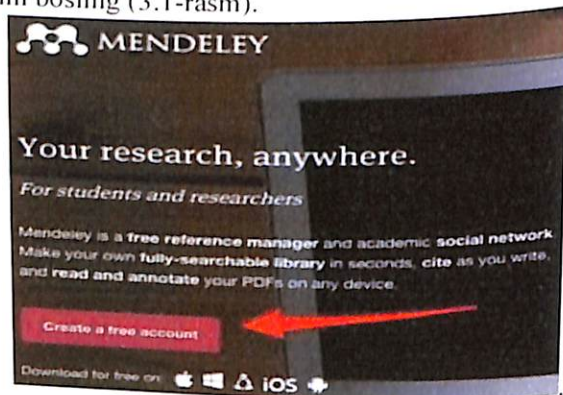 bosing (3.1-rasm).
MENDELEY
Your research, anywhere.
For students and researchers
Mendeley is a free reference manager and academic social network
Make your own fully-searchable library in seconds, cite as you write,
and read and annotate your PDFs on any device.
Create a free account
Download for free on: iOS